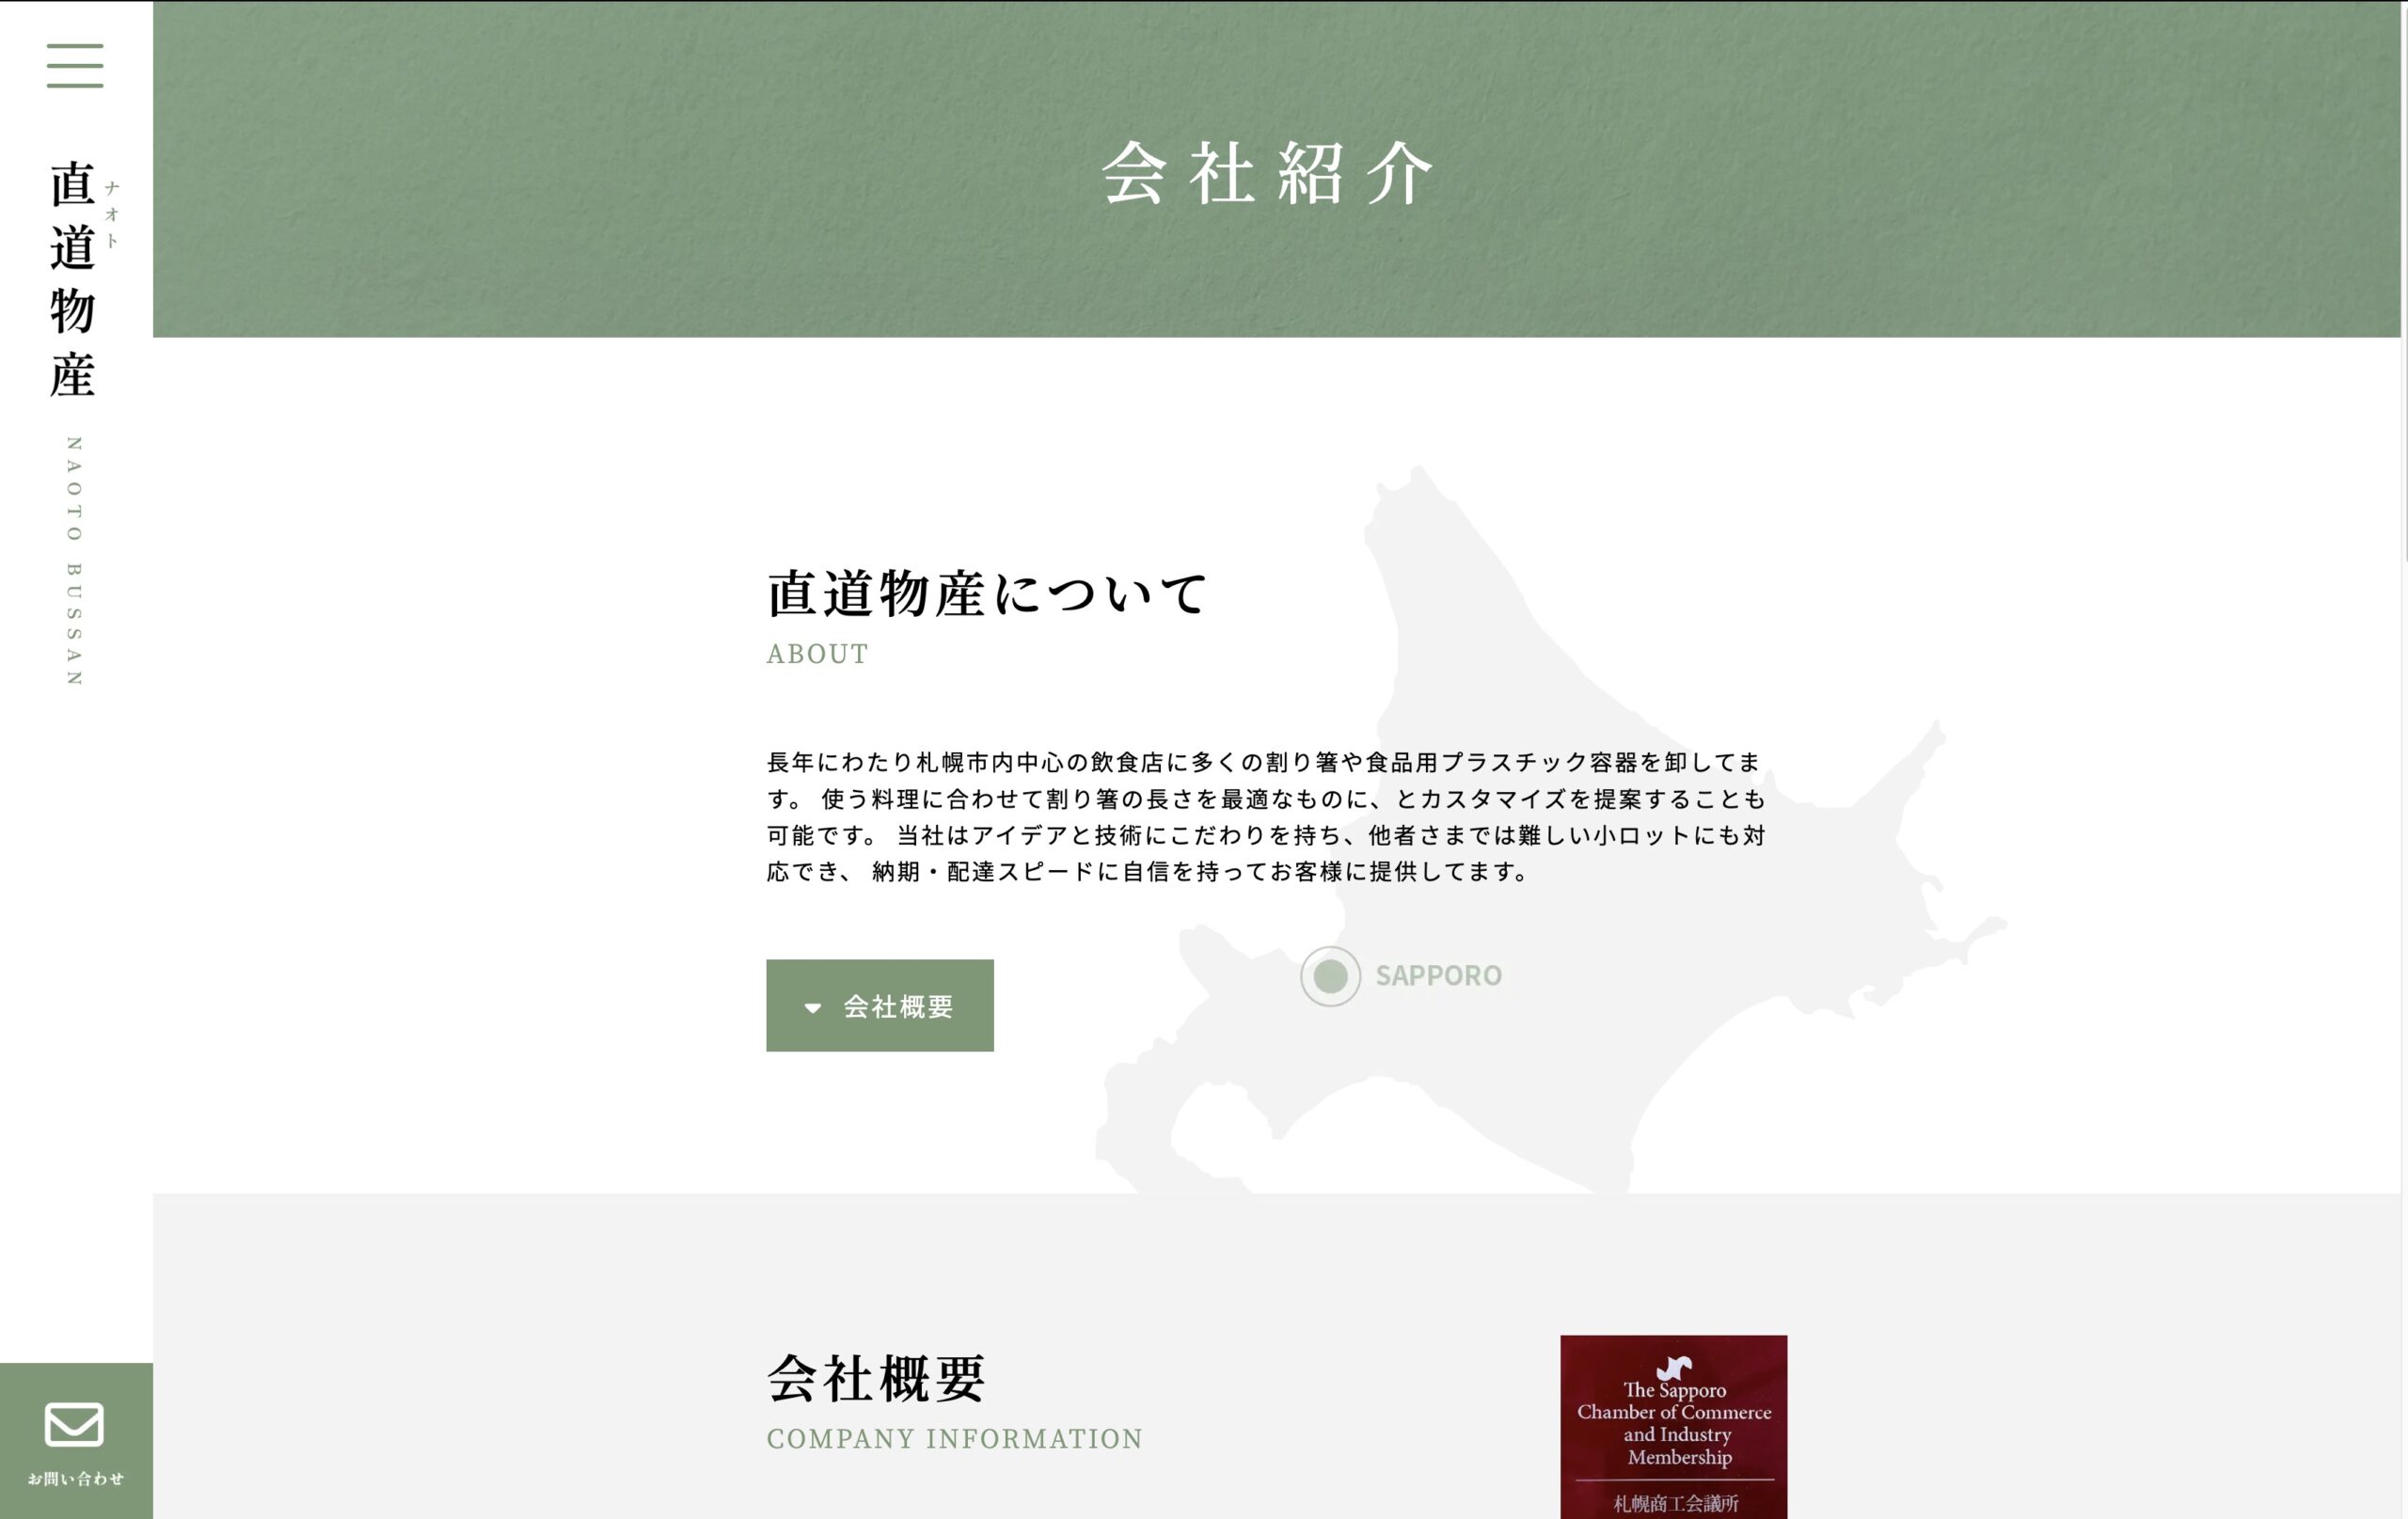 直道物産
ナオト
NAOTO BUSSAN
会社紹介
直道物産について
ABOUT
長年にわたり札幌市内中心の飲食店に多くの割り箸や食品用プラスチック容器を卸してま
す。 使う料理に合わせて割り箸の長さを最適なものに、とカスタマイズを提案することも
可能です。 当社はアイデアと技術にこだわりを持ち、他者さまでは難しい小ロットにも対
応でき、 納期・配達スピードに自信を持ってお客様に提供してます。
会社概要
SAPPORO
会社概要
COMPANY INFORMATION
The Sapporo
Chamber of Commerce
and Industry
Membership
札幌商工会議所
お問い合わせ